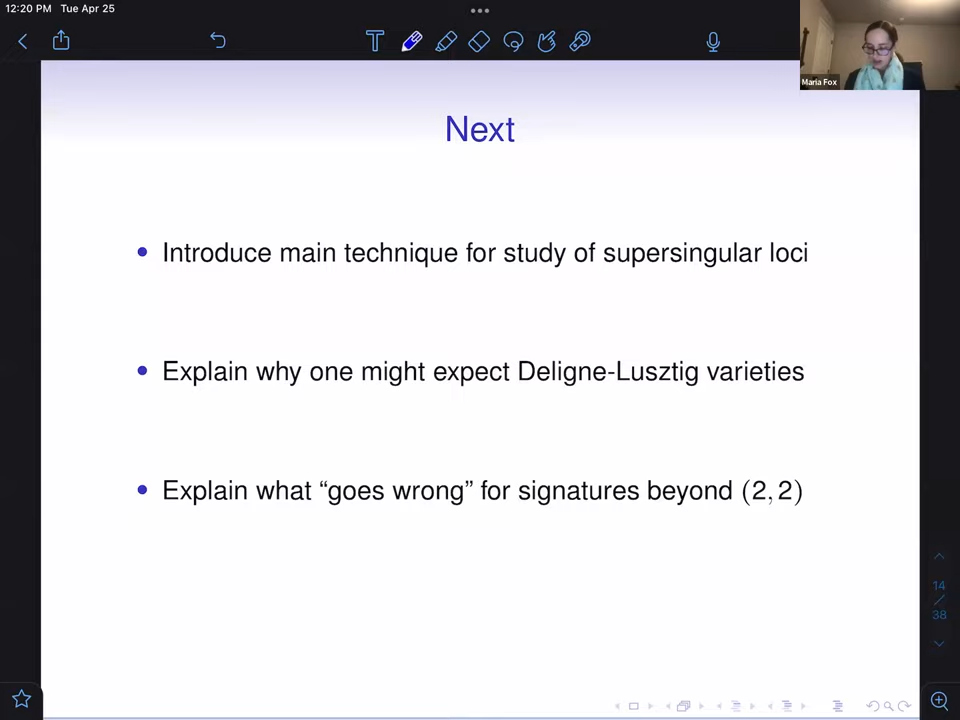 12:20 PM Tue Apr 25
Maria Fox
Next
• Introduce main technique for study of supersingular loci
• Explain why one might expect Deligne-Lusztig varieties
• Explain what “goes wrong” for signatures beyond (2, 2)
14
/
38